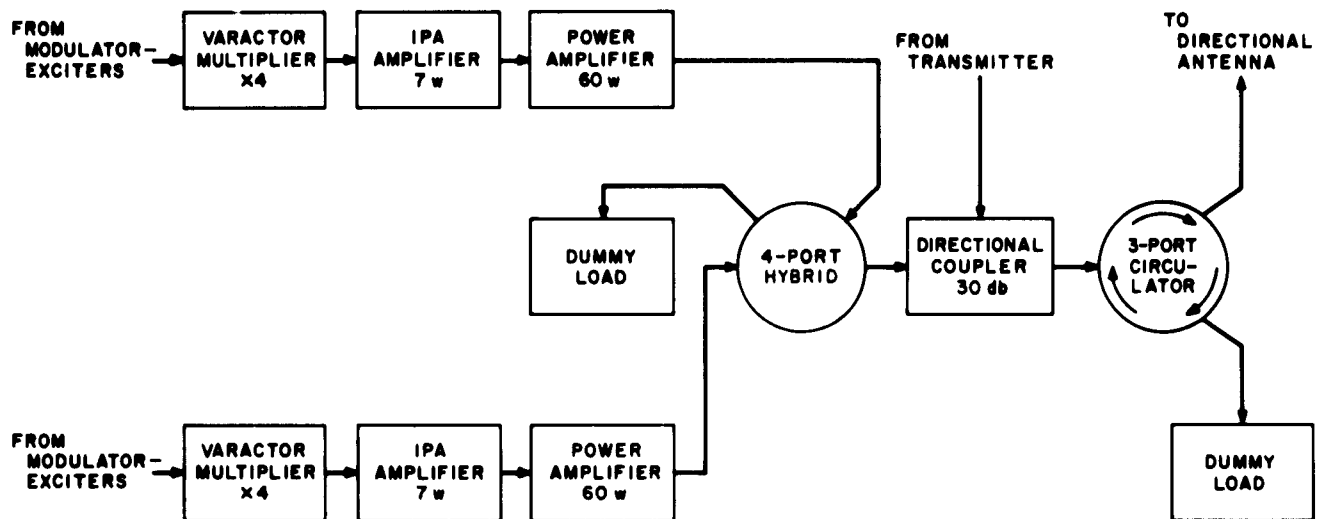 FROM
MODULATOR-
EXCITERS
VARACTOR
MULTIPLIER
×4
IPA
AMPLIFIER
7 w
POWER
AMPLIFIER
60 w
FROM
TRANSMITTER
TO
DIRECTIONAL
ANTENNA
DUMMY
LOAD
4-PORT
HYBRID
DIRECTIONAL
COUPLER
30 db
3-PORT
CIRCU-
LATOR
FROM
MODULATOR-
EXCITERS
VARACTOR
MULTIPLIER
×4
IPA
AMPLIFIER
7 w
POWER
AMPLIFIER
60 w
DUMMY
LOAD